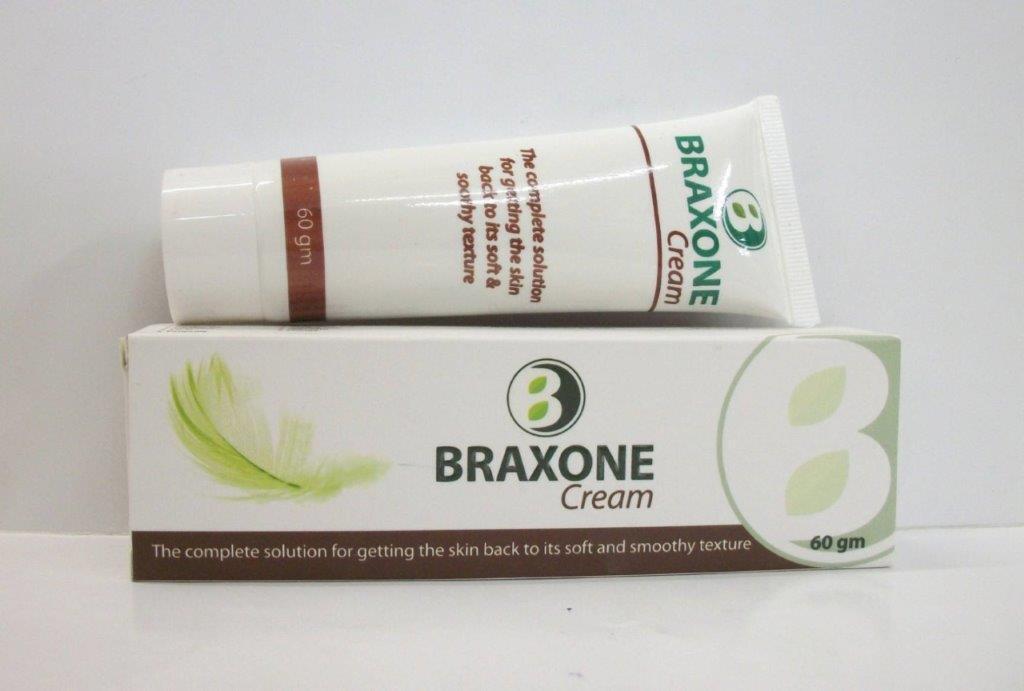 BRAXONE
Cream
The complete solution
for getting the skin
back to its soft &
soothy texture
60 gm
B
BRAXONE
Cream
The complete solution for getting the skin back to its soft and smoothy texture
B
60 gm